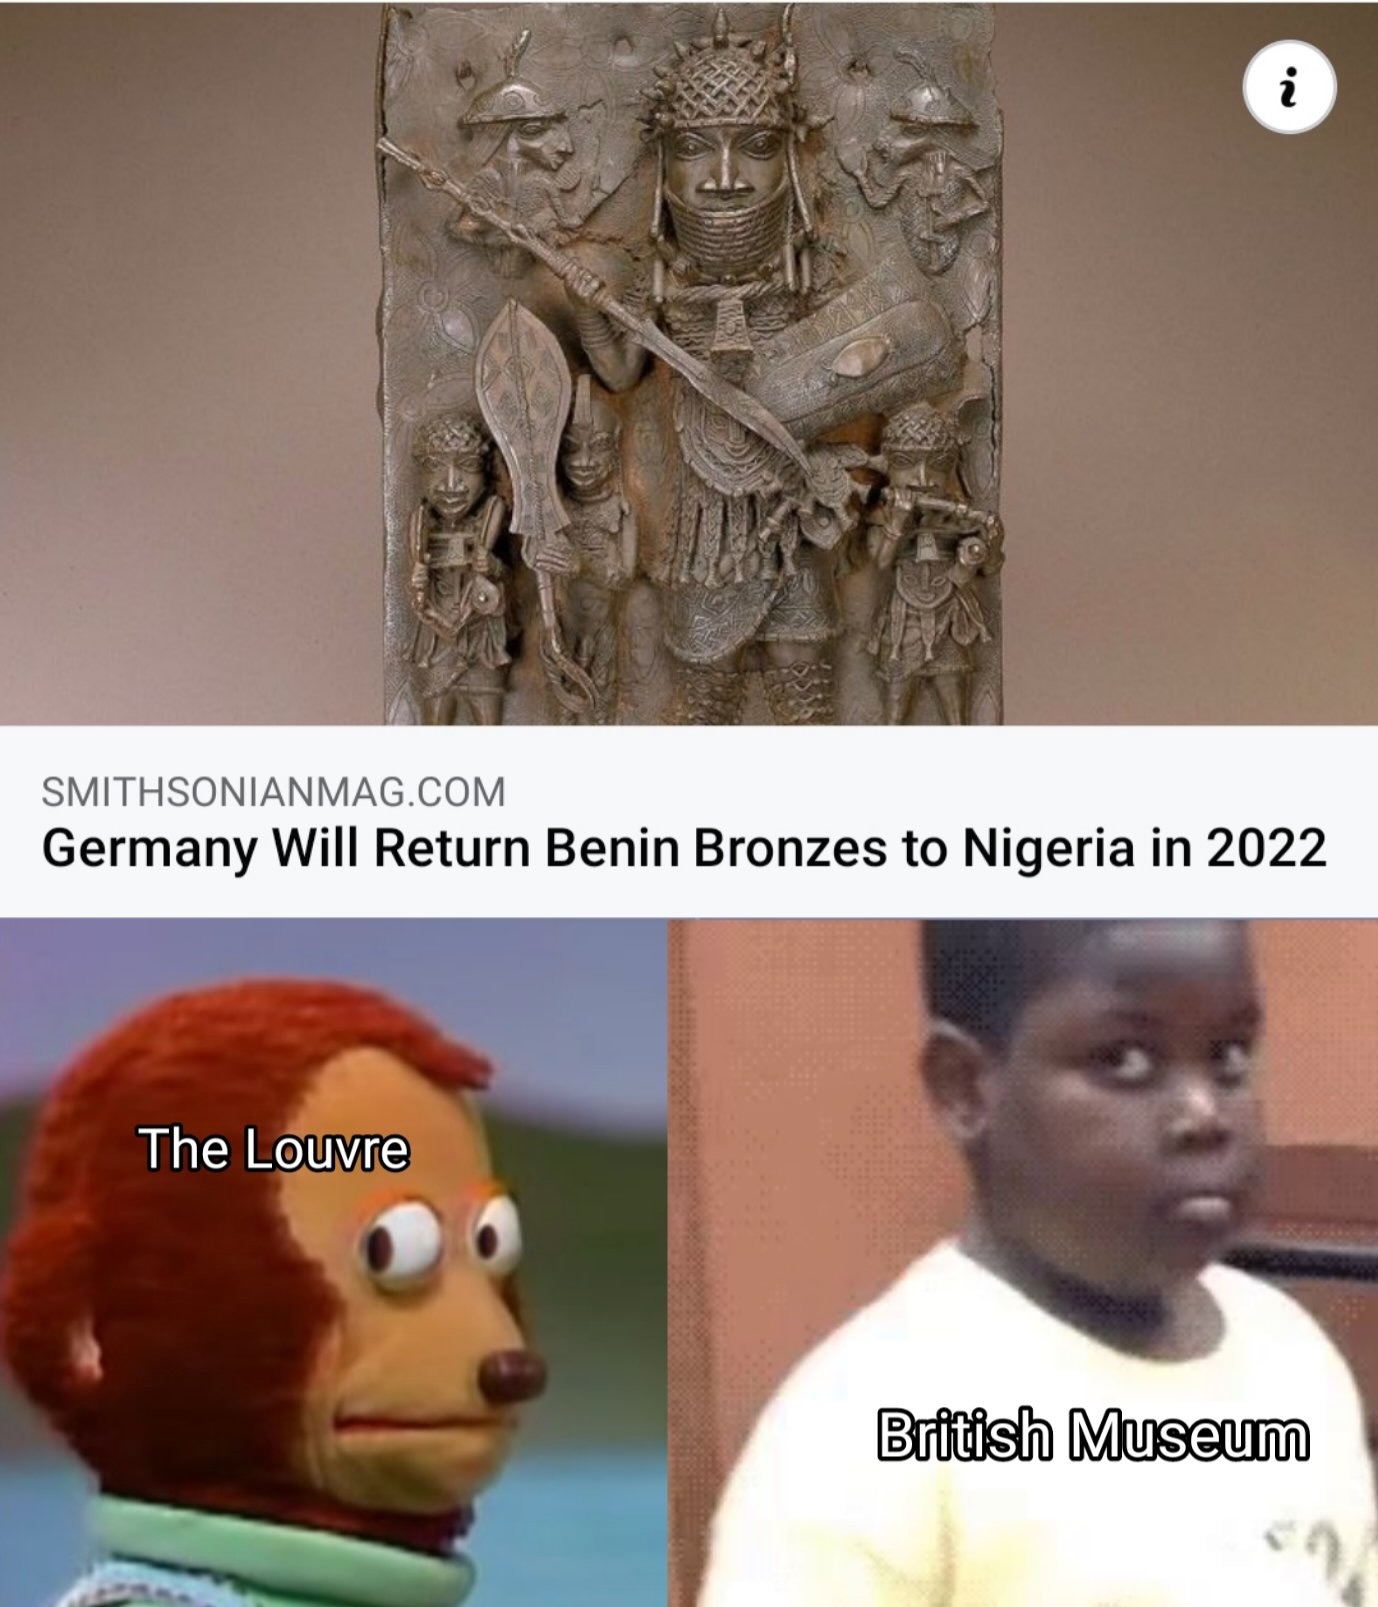 i
SMITHSONIANMAG.COM
Germany Will Return Benin Bronzes to Nigeria in 2022
The Louvre
British Museum